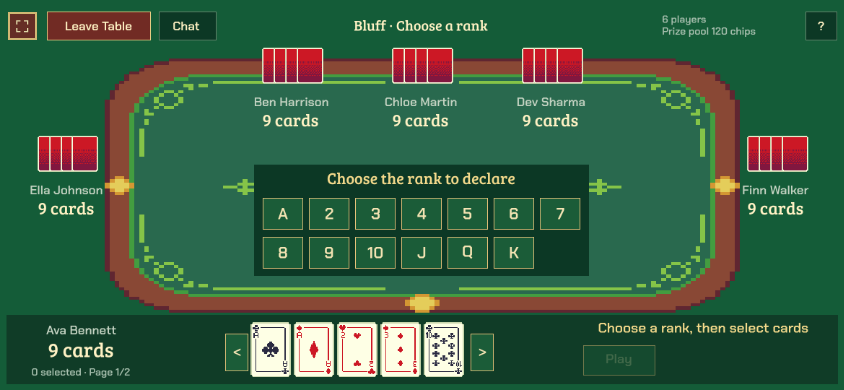 Leave Table
Chat
Bluff · Choose a rank
6 players
Prize pool 120 chips
?
Ben Harrison
9 cards
Chloe Martin
9 cards
Dev Sharma
9 cards
Ella Johnson
9 cards
Finn Walker
9 cards
Choose the rank to declare
A 2 3 4 5 6 7
8 9 10 J Q K
Ava Bennett
9 cards
0 selected · Page 1/2
<
A
A
2
3
10
>
Choose a rank, then select cards
Play